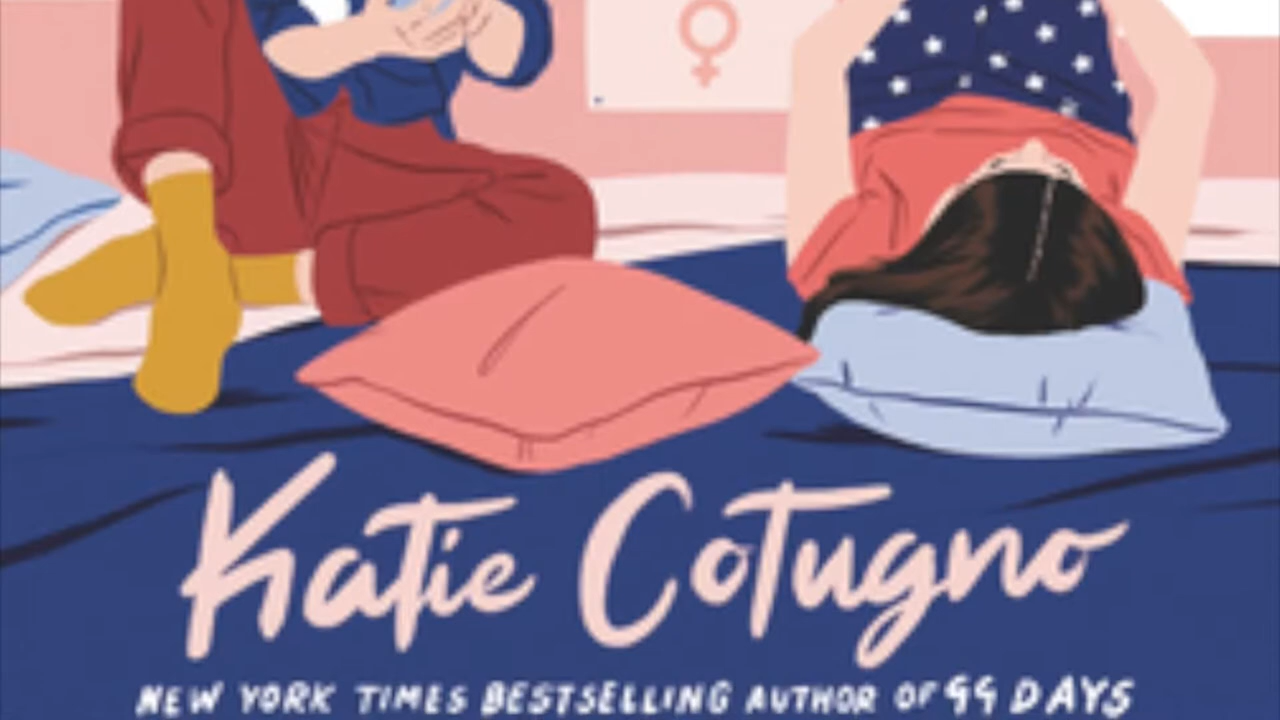 Katie Cotugno
NEW YORK TIMES BESTSELLING AUTHOR OF 99 DAYS